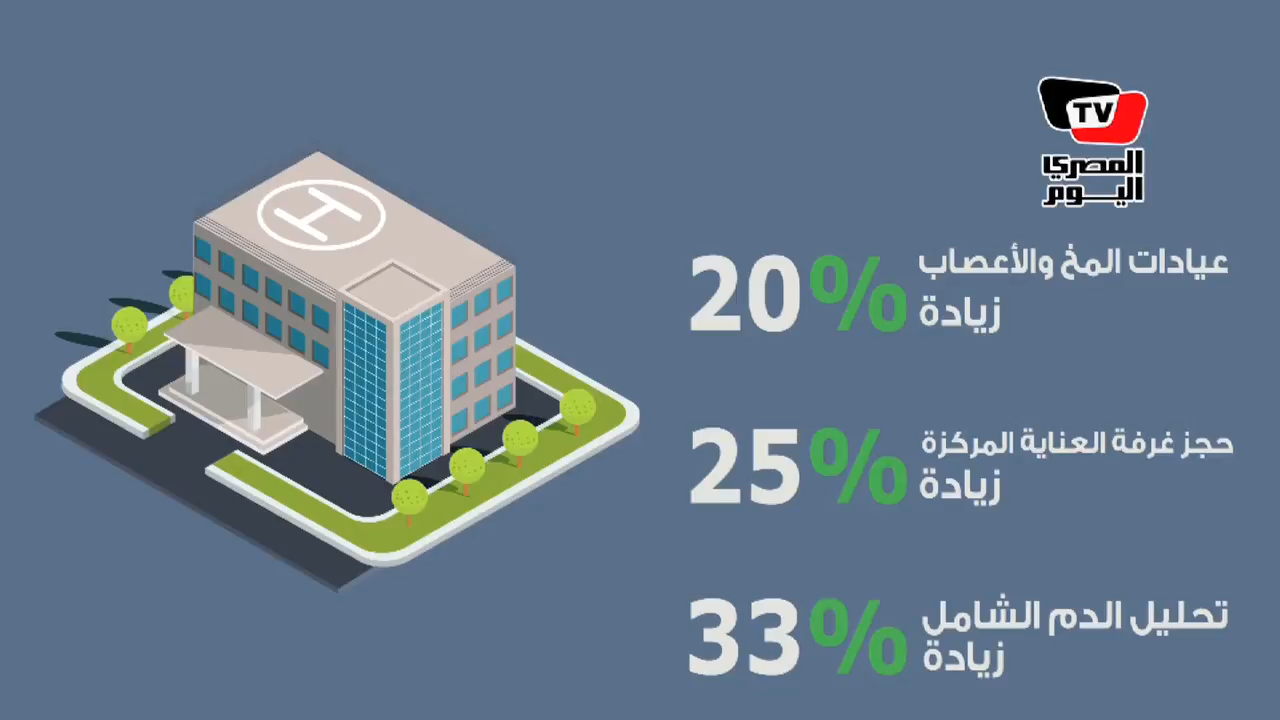 TV
المصري
اليوم
H
عيادات المخ والأعصاب
زيادة
20%
حجز غرفة العناية المركزة
زيادة
25%
تحليل الدم الشامل
زيادة
33%